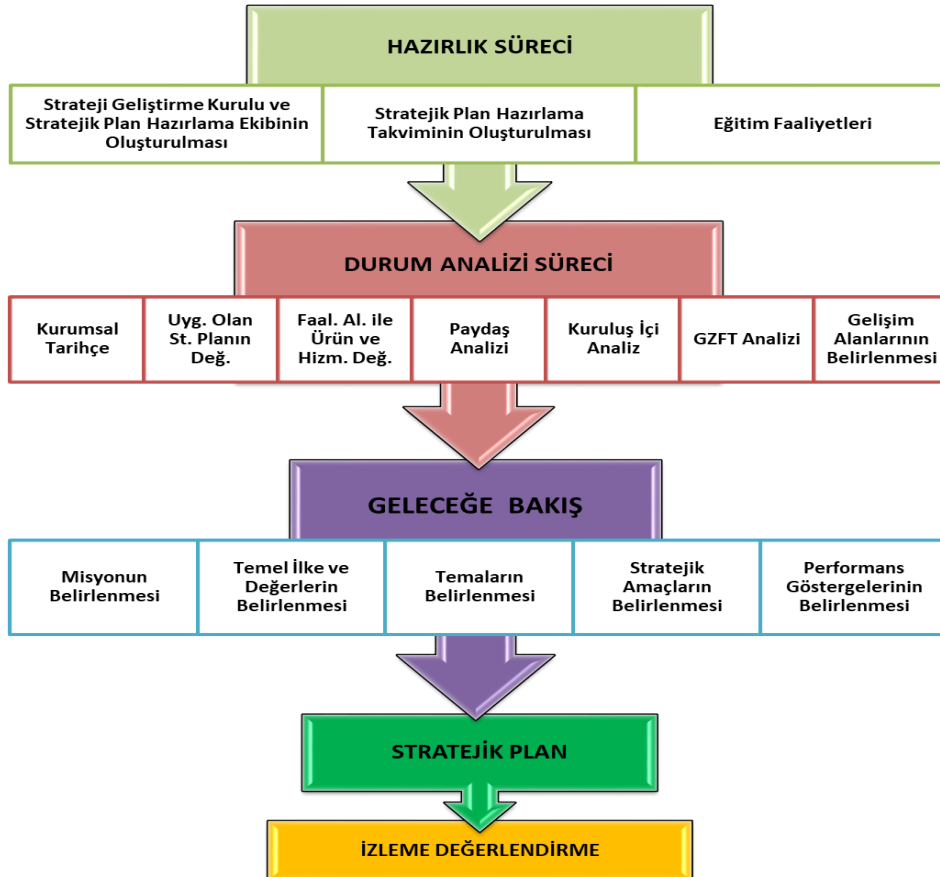 HAZIRLIK SÜRECİ
Strateji Geliştirme Kurulu ve
Stratejik Plan Hazırlama Ekibinin
Oluşturulması
Stratejik Plan Hazırlama
Takviminin Oluşturulması
Eğitim Faaliyetleri
DURUM ANALİZİ SÜRECİ
Kurumsal
Tarihçe
Uyg. Olan
St. Planın
Değ.
Faal. Al. ile
Ürün ve
Hizm. Değ.
Paydaş
Analizi
Kuruluş İçi
Analiz
GZFT Analizi
Gelişim
Alanlarının
Belirlenmesi
GELECEĞE BAKIŞ
Misyonun
Belirlenmesi
Temel İlke ve
Değerlerin
Belirlenmesi
Temaların
Belirlenmesi
Stratejik
Amaçların
Belirlenmesi
Performans
Göstergelerinin
Belirlenmesi
STRATEJİK PLAN
İZLEME DEĞERLENDİRME